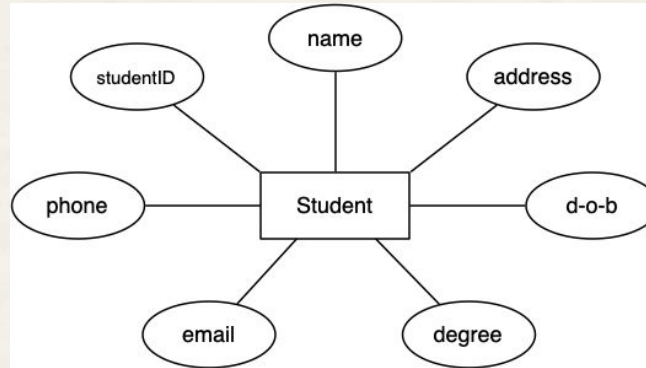 name
studentID
address
phone
Student
d-o-b
email
degree